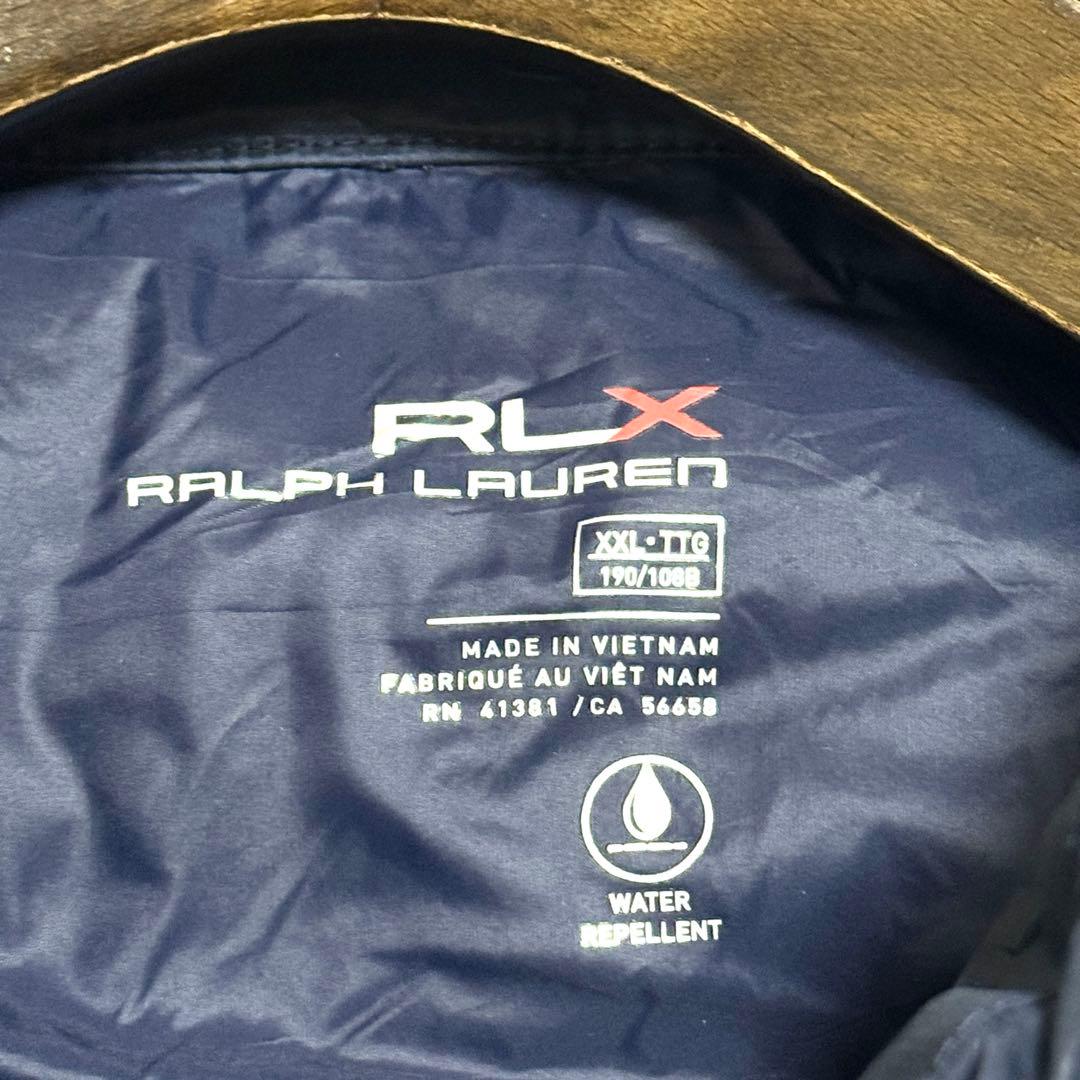 RLX
RALPH LAUREN
XXL•TTG
190/108B
MADE IN VIETNAM
FABRIQUÉ AU VIÊT NAM
RN 41381 / CA 56658
WATER
REPELLENT